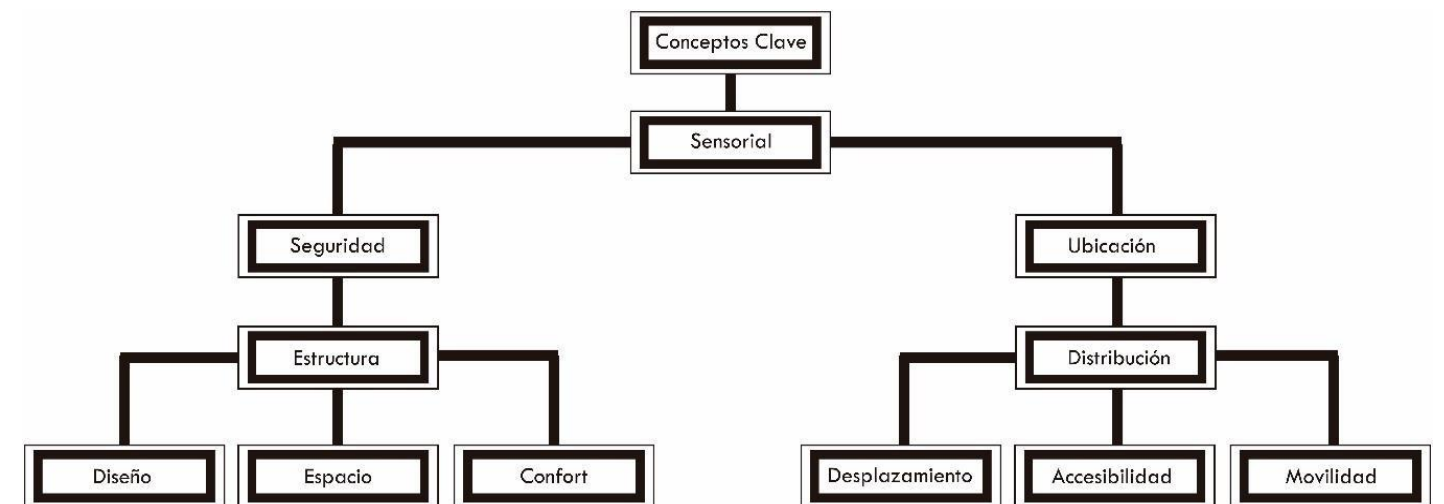 Conceptos Clave
Sensorial
Seguridad
Ubicación
Estructura
Distribución
Diseño
Espacio
Confort
Desplazamiento
Accesibilidad
Movilidad